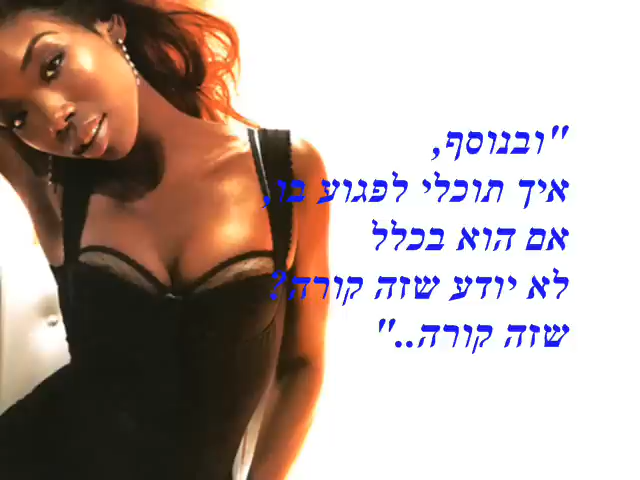 "ובנוסף,
איך תוכלי לפגוע בו,
אם הוא בכלל
לא יודע שזה קורה?
שזה קורה.."